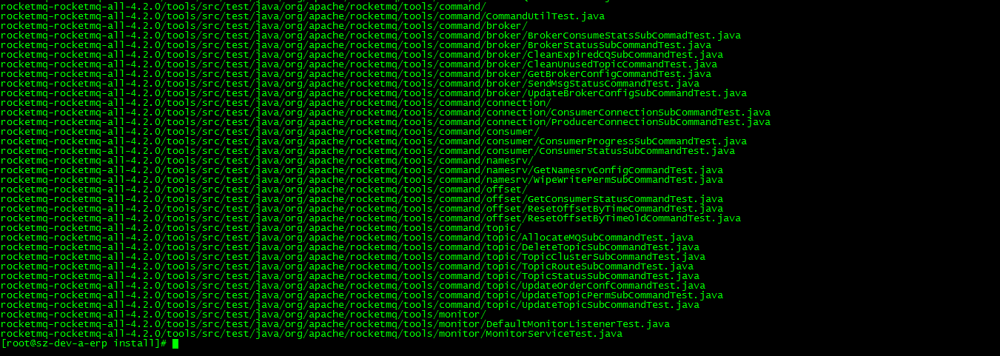 rocketmq-rocketmq-all-4.2.0/tools/src/test/java/org/apache/rocketmq/tools/command/
rocketmq-rocketmq-all-4.2.0/tools/src/test/java/org/apache/rocketmq/tools/command/CommandUtilTest.java
rocketmq-rocketmq-all-4.2.0/tools/src/test/java/org/apache/rocketmq/tools/command/broker/
rocketmq-rocketmq-all-4.2.0/tools/src/test/java/org/apache/rocketmq/tools/command/broker/BrokerConsumeStatsSubCommadTest.java
rocketmq-rocketmq-all-4.2.0/tools/src/test/java/org/apache/rocketmq/tools/command/broker/BrokerStatusSubCommandTest.java
rocketmq-rocketmq-all-4.2.0/tools/src/test/java/org/apache/rocketmq/tools/command/broker/CleanExpiredCQSubCommandTest.java
rocketmq-rocketmq-all-4.2.0/tools/src/test/java/org/apache/rocketmq/tools/command/broker/CleanUnusedTopicCommandTest.java
rocketmq-rocketmq-all-4.2.0/tools/src/test/java/org/apache/rocketmq/tools/command/broker/GetBrokerConfigCommandTest.java
rocketmq-rocketmq-all-4.2.0/tools/src/test/java/org/apache/rocketmq/tools/command/broker/SendMsgStatusCommandTest.java
rocketmq-rocketmq-all-4.2.0/tools/src/test/java/org/apache/rocketmq/tools/command/broker/UpdateBrokerConfigSubCommandTest.java
rocketmq-rocketmq-all-4.2.0/tools/src/test/java/org/apache/rocketmq/tools/command/connection/
rocketmq-rocketmq-all-4.2.0/tools/src/test/java/org/apache/rocketmq/tools/command/connection/ConsumerConnectionSubCommandTest.java
rocketmq-rocketmq-all-4.2.0/tools/src/test/java/org/apache/rocketmq/tools/command/connection/ProducerConnectionSubCommandTest.java
rocketmq-rocketmq-all-4.2.0/tools/src/test/java/org/apache/rocketmq/tools/command/consumer/
rocketmq-rocketmq-all-4.2.0/tools/src/test/java/org/apache/rocketmq/tools/command/consumer/ConsumerProgressSubCommandTest.java
rocketmq-rocketmq-all-4.2.0/tools/src/test/java/org/apache/rocketmq/tools/command/consumer/ConsumerStatusSubCommandTest.java
rocketmq-rocketmq-all-4.2.0/tools/src/test/java/org/apache/rocketmq/tools/command/namesrv/
rocketmq-rocketmq-all-4.2.0/tools/src/test/java/org/apache/rocketmq/tools/command/namesrv/GetNamesrvConfigCommandTest.java
rocketmq-rocketmq-all-4.2.0/tools/src/test/java/org/apache/rocketmq/tools/command/namesrv/WipeWritePermSubCommandTest.java
rocketmq-rocketmq-all-4.2.0/tools/src/test/java/org/apache/rocketmq/tools/command/offset/
rocketmq-rocketmq-all-4.2.0/tools/src/test/java/org/apache/rocketmq/tools/command/offset/GetConsumerStatusCommandTest.java
rocketmq-rocketmq-all-4.2.0/tools/src/test/java/org/apache/rocketmq/tools/command/offset/ResetOffsetByTimeCommandTest.java
rocketmq-rocketmq-all-4.2.0/tools/src/test/java/org/apache/rocketmq/tools/command/offset/ResetOffsetByTimeOldCommandTest.java
rocketmq-rocketmq-all-4.2.0/tools/src/test/java/org/apache/rocketmq/tools/command/topic/
rocketmq-rocketmq-all-4.2.0/tools/src/test/java/org/apache/rocketmq/tools/command/topic/AllocateMQSubCommandTest.java
rocketmq-rocketmq-all-4.2.0/tools/src/test/java/org/apache/rocketmq/tools/command/topic/DeleteTopicSubCommandTest.java
rocketmq-rocketmq-all-4.2.0/tools/src/test/java/org/apache/rocketmq/tools/command/topic/TopicClusterSubCommandTest.java
rocketmq-rocketmq-all-4.2.0/tools/src/test/java/org/apache/rocketmq/tools/command/topic/TopicRouteSubCommandTest.java
rocketmq-rocketmq-all-4.2.0/tools/src/test/java/org/apache/rocketmq/tools/command/topic/TopicStatusSubCommandTest.java
rocketmq-rocketmq-all-4.2.0/tools/src/test/java/org/apache/rocketmq/tools/command/topic/UpdateOrderConfCommandTest.java
rocketmq-rocketmq-all-4.2.0/tools/src/test/java/org/apache/rocketmq/tools/command/topic/UpdateTopicPermSubCommandTest.java
rocketmq-rocketmq-all-4.2.0/tools/src/test/java/org/apache/rocketmq/tools/command/topic/UpdateTopicSubCommandTest.java
rocketmq-rocketmq-all-4.2.0/tools/src/test/java/org/apache/rocketmq/tools/monitor/
rocketmq-rocketmq-all-4.2.0/tools/src/test/java/org/apache/rocketmq/tools/monitor/DefaultMonitorListenerTest.java
rocketmq-rocketmq-all-4.2.0/tools/src/test/java/org/apache/rocketmq/tools/monitor/MonitorServiceTest.java
[root@sz-dev-a-erp install]#